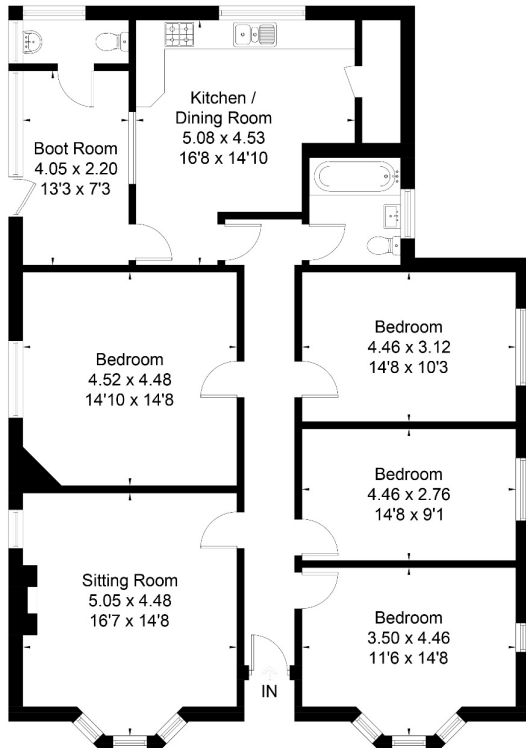 Kitchen /
Dining Room
5.08 x 4.53
16'8 x 14'10
Boot Room
4.05 x 2.20
13'3 x 7'3
Bedroom
4.52 x 4.48
14'10 x 14'8
Bedroom
4.46 x 3.12
14'8 x 10'3
Bedroom
4.46 x 2.76
14'8 x 9'1
Sitting Room
5.05 x 4.48
16'7 x 14'8
Bedroom
3.50 x 4.46
11'6 x 14'8
IN